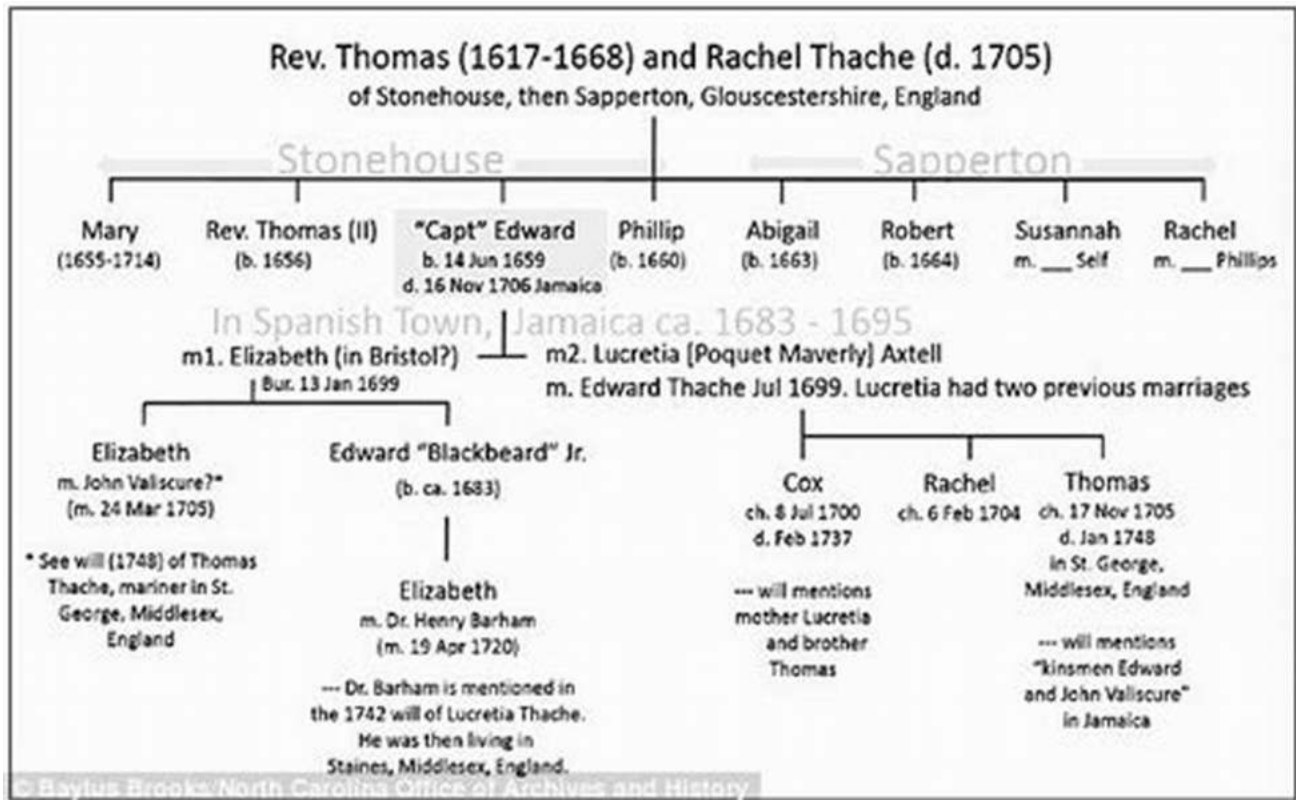 Rev. Thomas (1617-1668) and Rachel Thache (d. 1705)
of Stonehouse, then Sapperton, Glouscestershire, England
Stonehouse
Sapperton
Mary
(1655-1714)
Rev. Thomas (II)
(b. 1656)
"Capt" Edward
b. 14 Jun 1659
d. 16 Nov 1706 Jamaica
Phillip
(b. 1660)
Abigail
(b. 1663)
Robert
(b. 1664)
Susannah
m. ___ Self
Rachel
m. ___ Phillips
In Spanish Town, Jamaica ca. 1683 - 1695
m1. Elizabeth (in Bristol?)
Bur. 13 Jan 1699
m2. Lucretia [Poquet Maverly] Axtell
m. Edward Thache Jul 1699. Lucretia had two previous marriages
Elizabeth
m. John Valiscure?*
(m. 24 Mar 1705)
* See will (1748) of Thomas
Thache, mariner in St.
George, Middlesex,
England
Edward "Blackbeard" Jr.
(b. ca. 1683)
Elizabeth
m. Dr. Henry Barham
(m. 19 Apr 1720)
--- Dr. Barham is mentioned in
the 1742 will of Lucretia Thache.
He was then living in
Staines, Middlesex, England.
Cox
ch. 8 Jul 1700
d. Feb 1737
--- will mentions
mother Lucretia
and brother
Thomas
Rachel
ch. 6 Feb 1704
Thomas
ch. 17 Nov 1705
d. Jan 1748
in St. George,
Middlesex, England
--- will mentions
"kinsmen Edward
and John Valiscure"
in Jamaica
© Baylus Brooks North Carolina Office of Archives and History